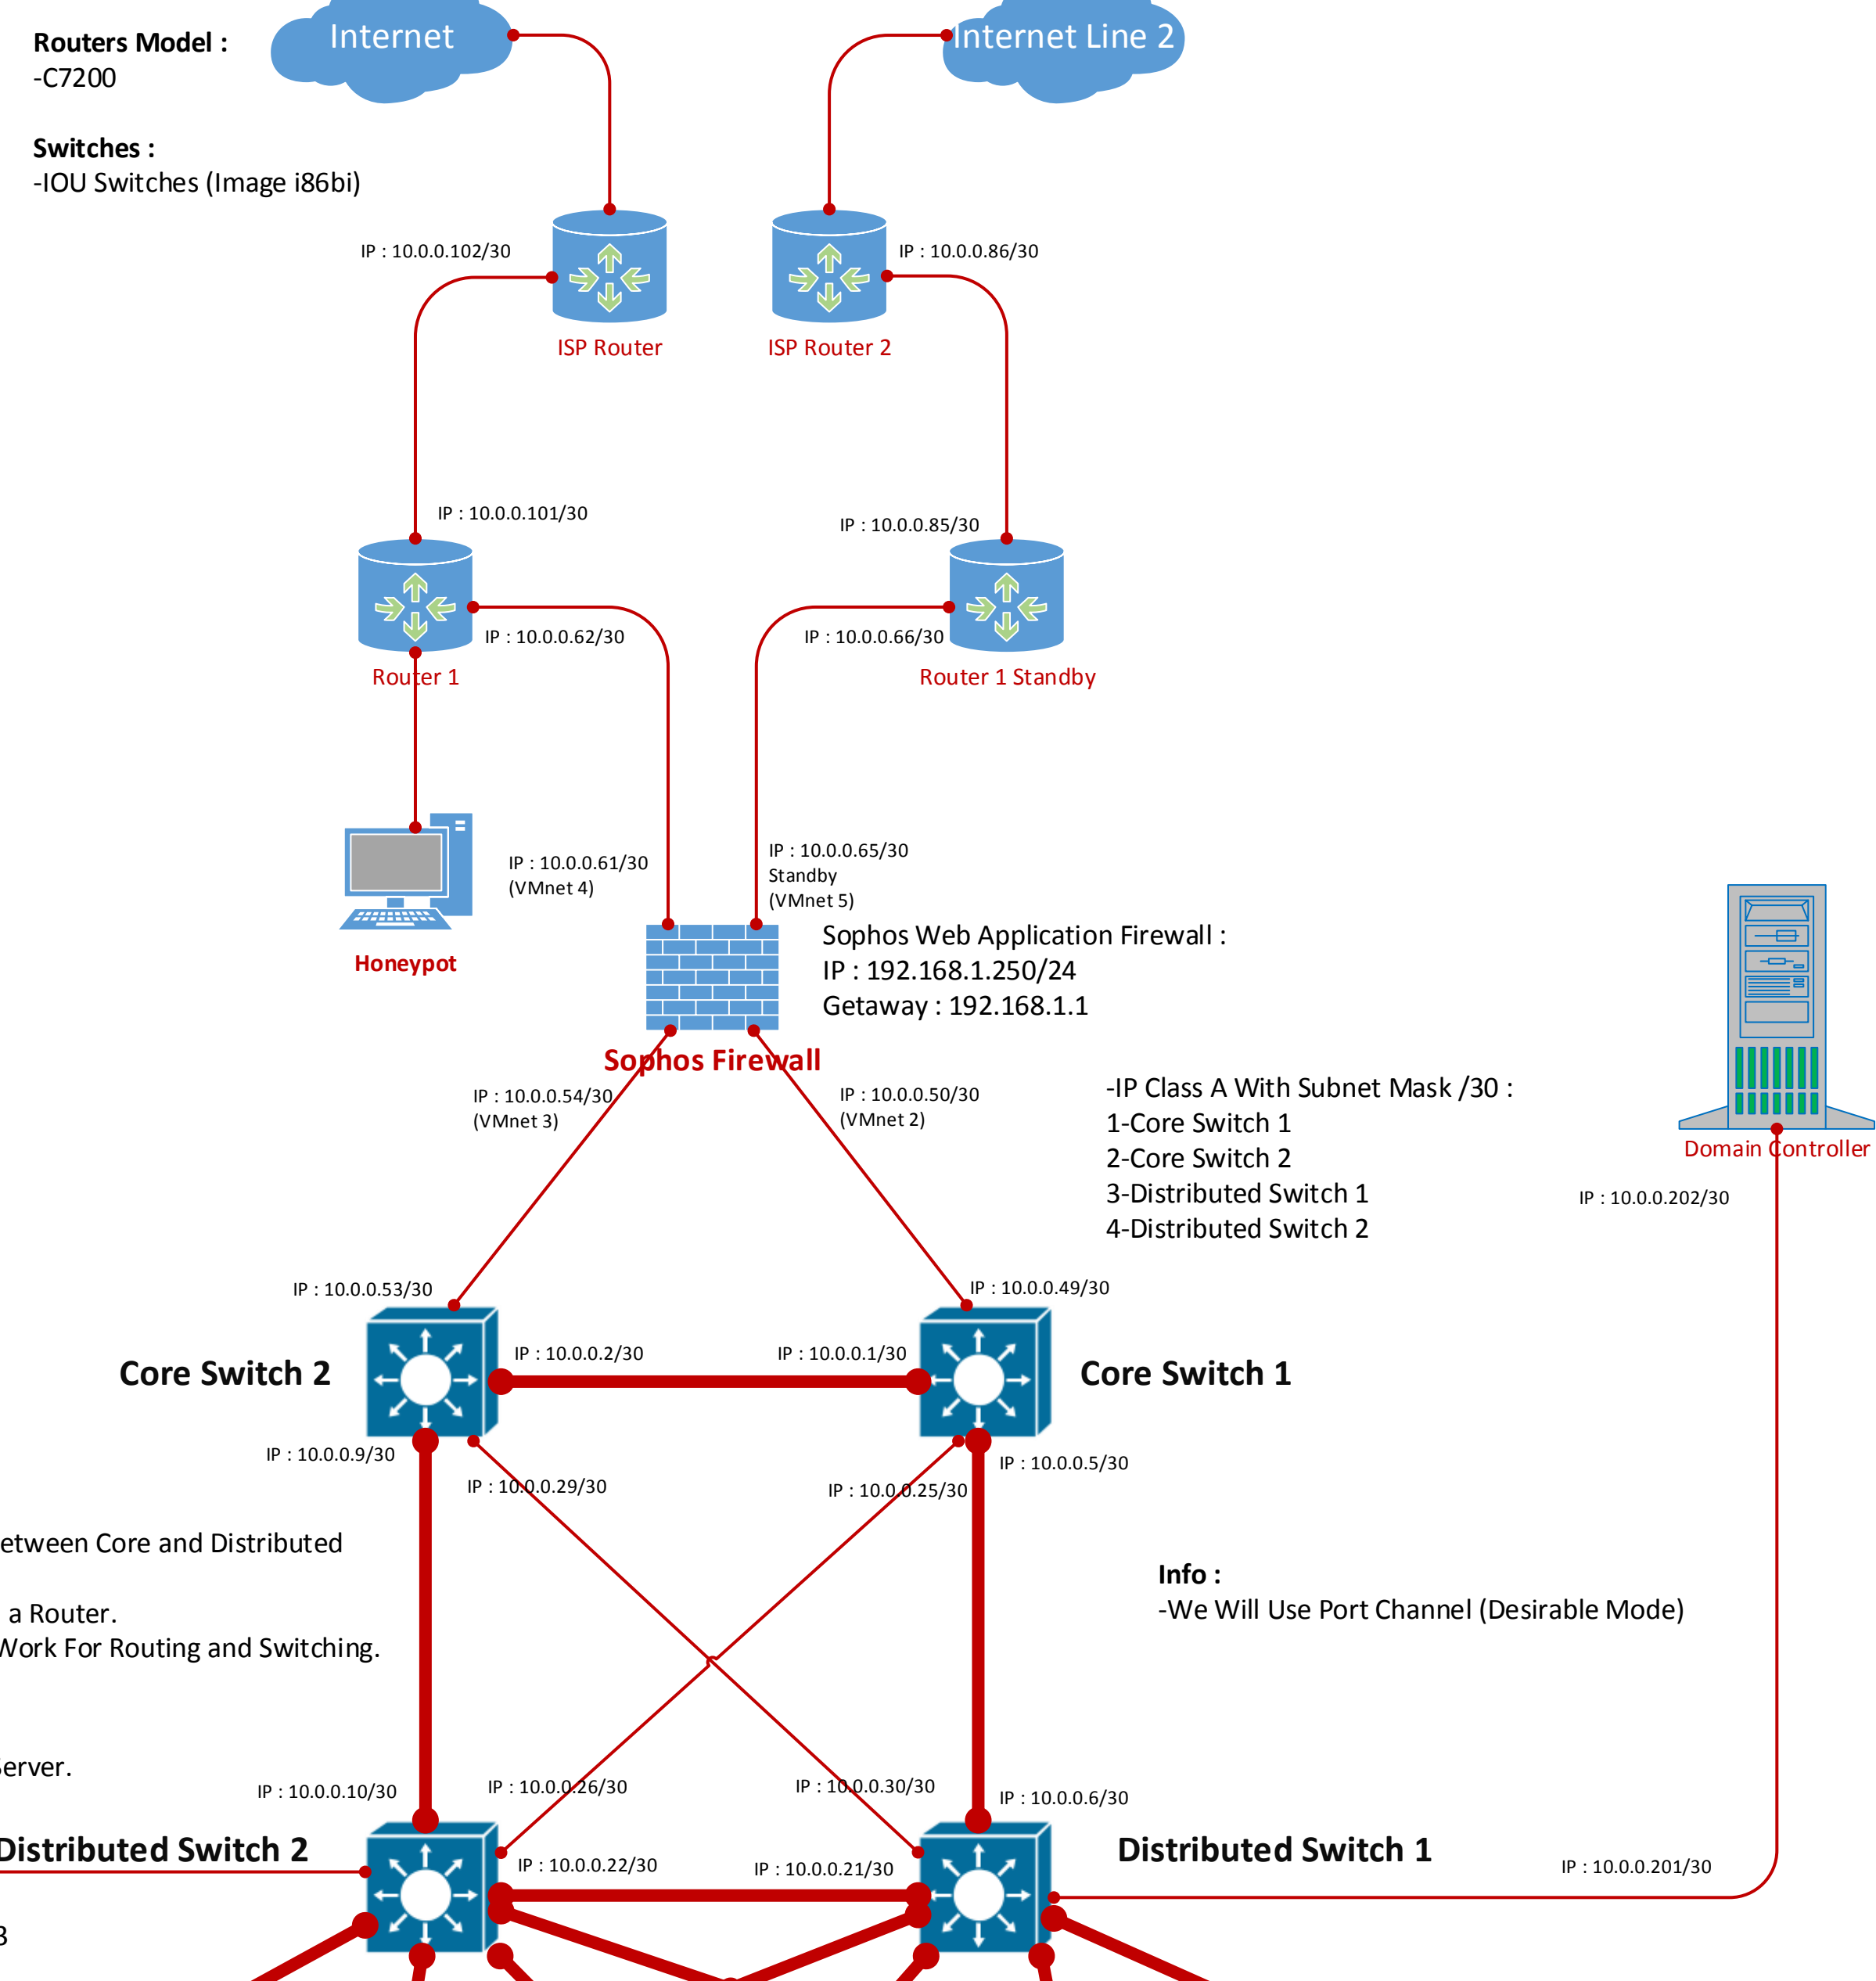 Internet
Internet Line 2
Routers Model :
-C7200
Switches :
-IOU Switches (Image i86bi)
IP : 10.0.0.102/30
IP : 10.0.0.86/30
ISP Router
ISP Router 2
IP : 10.0.0.101/30
IP : 10.0.0.85/30
IP : 10.0.0.62/30
IP : 10.0.0.66/30
Router 1
Router 1 Standby
IP : 10.0.0.61/30
(VMnet 4)
IP : 10.0.0.65/30
Standby
(VMnet 5)
Honeypot
Sophos Web Application Firewall :
IP : 192.168.1.250/24
Getaway : 192.168.1.1
Sophos Firewall
IP : 10.0.0.54/30
(VMnet 3)
IP : 10.0.0.50/30
(VMnet 2)
-IP Class A With Subnet Mask /30 :
1-Core Switch 1
2-Core Switch 2
3-Distributed Switch 1
4-Distributed Switch 2
Domain Controller
IP : 10.0.0.202/30
IP : 10.0.0.53/30
IP : 10.0.0.49/30
Core Switch 2
IP : 10.0.0.2/30
IP : 10.0.0.1/30
Core Switch 1
IP : 10.0.0.9/30
IP : 10.0.0.29/30
IP : 10.0.0.25/30
IP : 10.0.0.5/30
etween Core and Distributed
a Router.
Work For Routing and Switching.
Info :
-We Will Use Port Channel (Desirable Mode)
Server.
IP : 10.0.0.10/30
IP : 10.0.0.26/30
IP : 10.0.0.30/30
IP : 10.0.0.6/30
Distributed Switch 2
IP : 10.0.0.22/30
IP : 10.0.0.21/30
Distributed Switch 1
IP : 10.0.0.201/30